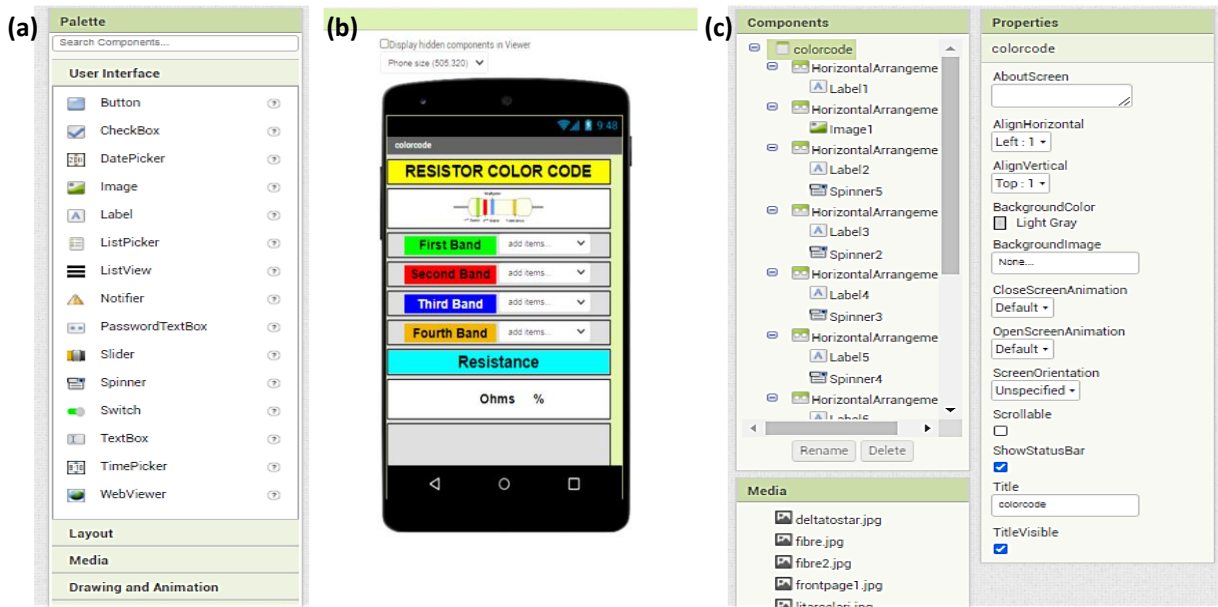 (a)
Palette
Search Components...
User Interface
Button
CheckBox
DatePicker
Image
Label
ListPicker
ListView
Notifier
PasswordTextBox
Slider
Spinner
Switch
TextBox
TimePicker
WebViewer
Layout
Media
Drawing and Animation
(b)
Display hidden components in Viewer
Phone size (505,320)
9:48
colorcode
RESISTOR COLOR CODE
First Band add items...
Second Band add items...
Third Band add items...
Fourth Band add items...
Resistance
Ohms %
(c)
Components
colorcode
HorizontalArrangeme
Label1
HorizontalArrangeme
Image1
HorizontalArrangeme
Label2
Spinner5
HorizontalArrangeme
Label3
Spinner2
HorizontalArrangeme
Label4
Spinner3
HorizontalArrangeme
Label5
Spinner4
HorizontalArrangeme
Rename Delete
Media
deltatostar.jpg
fibre.jpg
fibre2.jpg
frontpage1.jpg
Properties
colorcode
AboutScreen
AlignHorizontal
Left : 1
AlignVertical
Top : 1
BackgroundColor
Light Gray
BackgroundImage
None...
CloseScreenAnimation
Default
OpenScreenAnimation
Default
ScreenOrientation
Unspecified
Scrollable
ShowStatusBar
Title
colorcode
TitleVisible